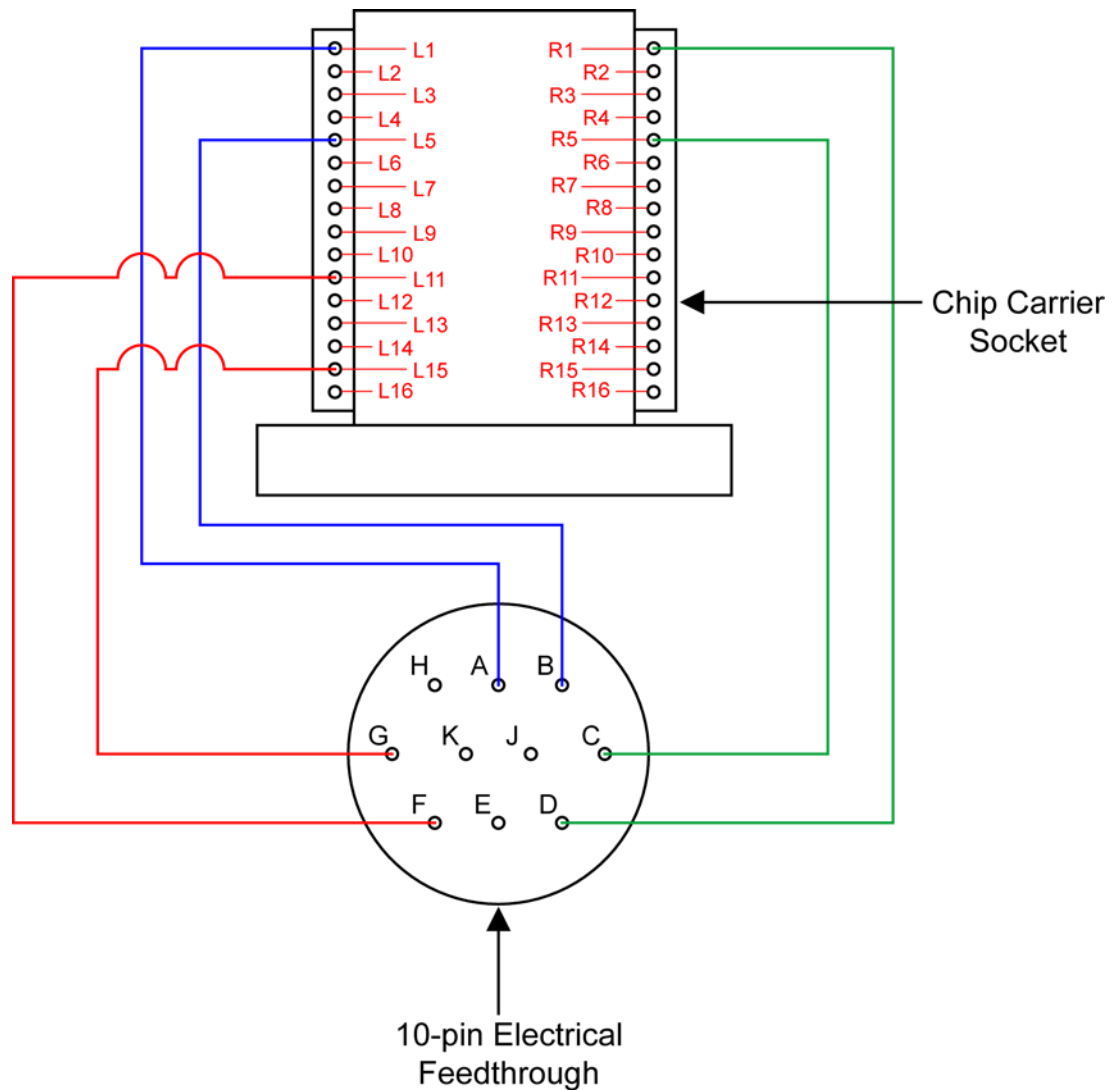 L1 R1
L2 R2
L3 R3
L4 R4
L5 R5
L6 R6
L7 R7
L8 R8
L9 R9
L10 R10
L11 R11
L12 R12
L13 R13
L14 R14
L15 R15
L16 R16
Chip Carrier
Socket
H A B
G K J C
F E D
10-pin Electrical
Feedthrough